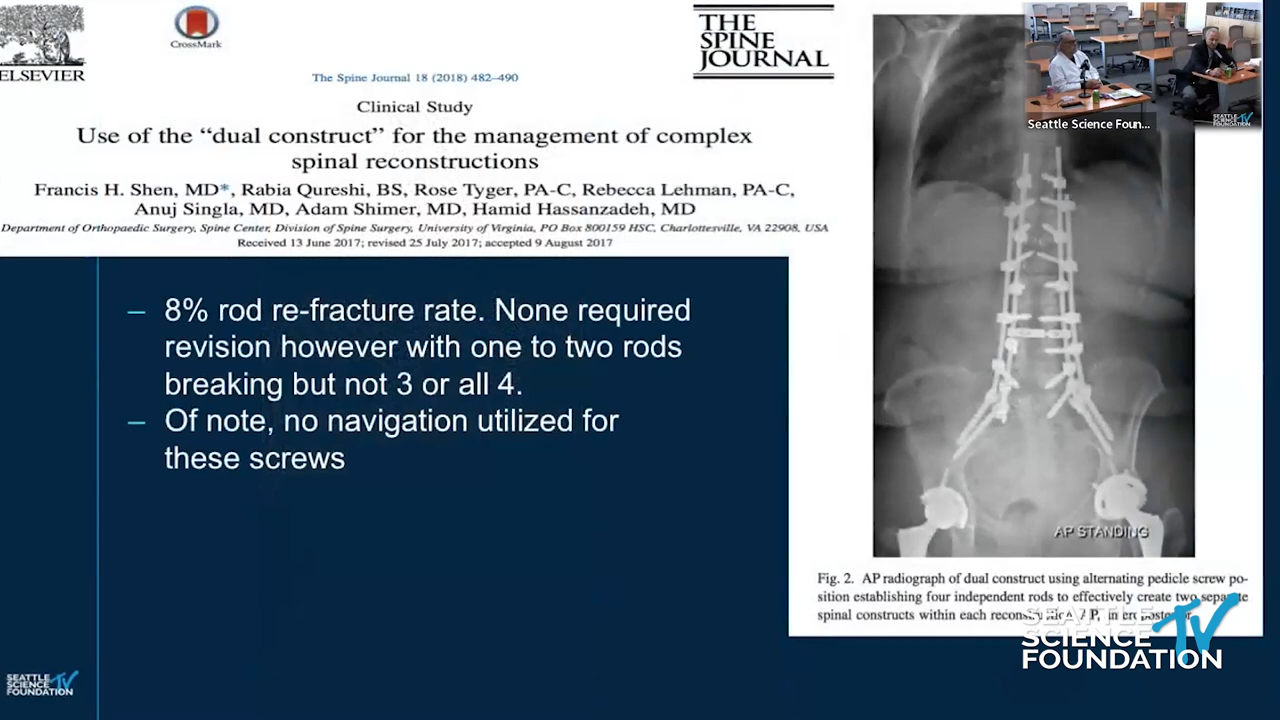 ELSEVIER
CrossMark
THE
SPINE
JOURNAL
The Spine Journal 18 (2018) 482–490
Clinical Study
Use of the “dual construct” for the management of complex
spinal reconstructions
Francis H. Shen, MD*, Rabia Qureshi, BS, Rose Tyger, PA-C, Rebecca Lehman, PA-C,
Anuj Singla, MD, Adam Shimer, MD, Hamid Hassanzadeh, MD
Department of Orthopaedic Surgery, Spine Center, Division of Spine Surgery, University of Virginia, PO Box 800159 HSC, Charlottesville, VA 22908, USA
Received 13 June 2017; revised 25 July 2017; accepted 9 August 2017
– 8% rod re-fracture rate. None required
revision however with one to two rods
breaking but not 3 or all 4.
– Of note, no navigation utilized for
these screws
SEATTLE
SCIENCE TV
FOUNDATION
Seattle Science Foun...
AP STANDING
Fig. 2. AP radiograph of dual construct using alternating pedicle screw po-
sition establishing four independent rods to effectively create two separate
spinal constructs within each
SEATTLE
SCIENCE TV
FOUNDATION
SEATTLE
SCIENCE TV
FOUNDATION